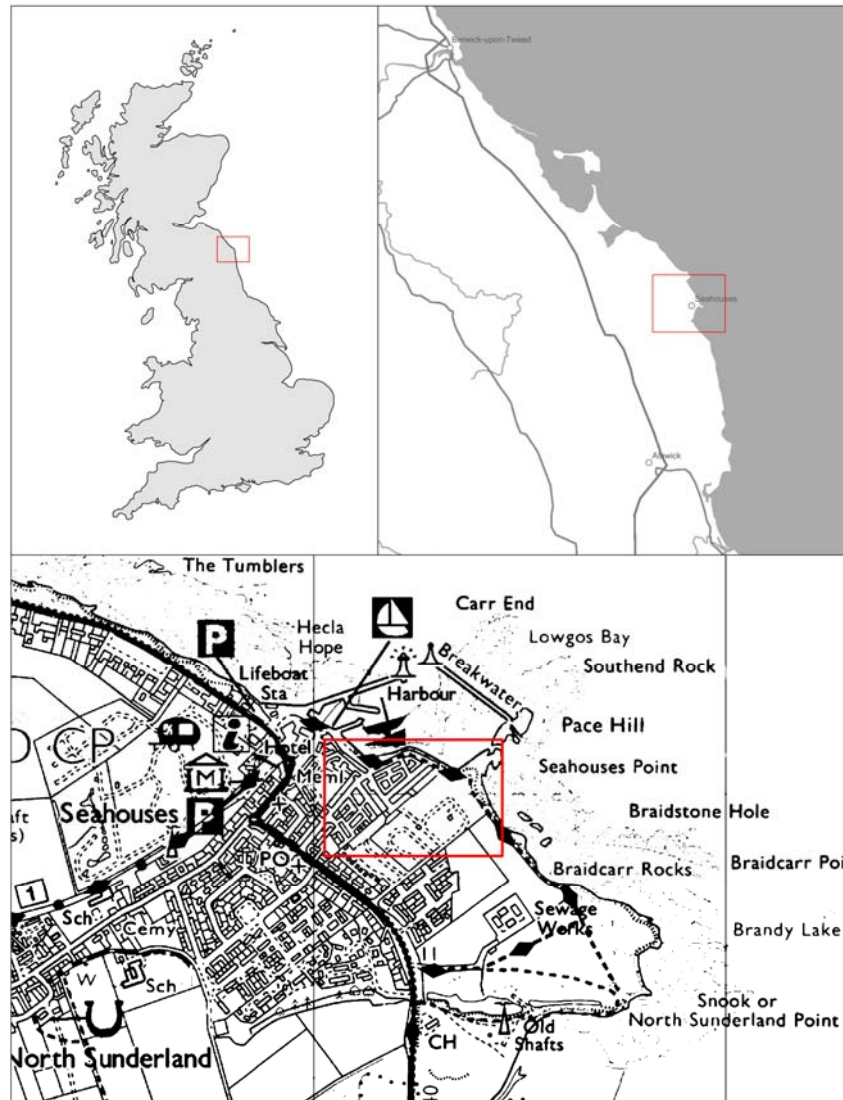 Berwick-upon-Tweed
Seahouses
Alnwick
The Tumblers
Carr End
P
Hecla
Hope
Lowgos Bay
Breakwater
Southend Rock
Lifeboat
Sta
Harbour
Pace Hill
D CP
i
Hotel
Seahouses Point
M
Meml
Seahouses
P
Braidstone Hole
s)
PO
Braidcarr Rocks
Braidcarr Poi
1
Sch
Cemy
Sewage
Works
Brandy Lake
W
Sch
Snook or
North Sunderland Point
Old
Shafts
CH
North Sunderland